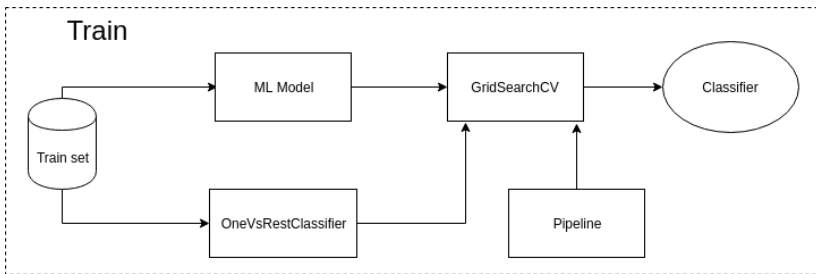 Train
ML Model
GridSearchCV
Classifier
Train set
OneVsRestClassifier
Pipeline